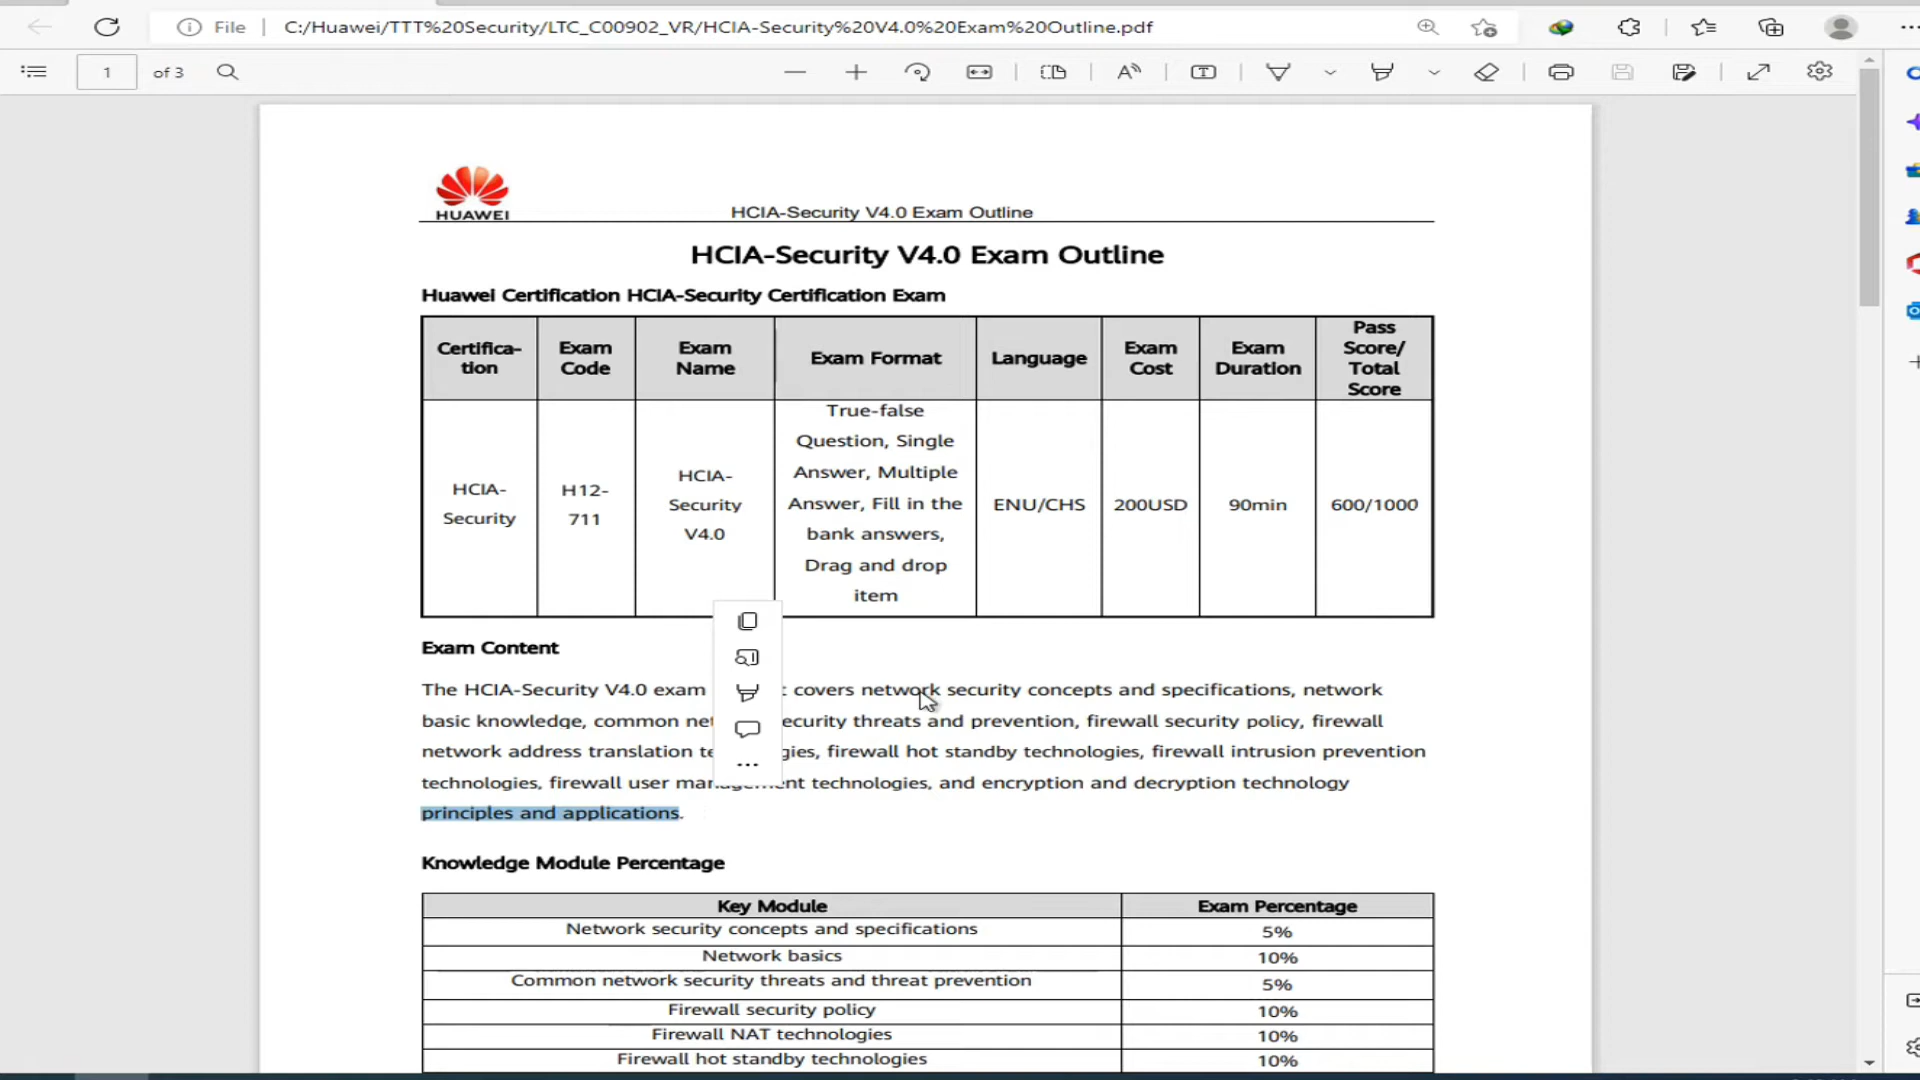 File C:/Huawei/TTT%20Security/LTC_C00902_VR/HCIA-Security%20V4.0%20Exam%20Outline.pdf
1 of 3
HUAWEI
HCIA-Security V4.0 Exam Outline
HCIA-Security V4.0 Exam Outline
Huawei Certification HCIA-Security Certification Exam
Certifica-
tion
Exam
Code
Exam
Name
Exam Format
Language
Exam
Cost
Exam
Duration
Pass
Score/
Total
Score
HCIA-
Security
H12-
711
HCIA-
Security
V4.0
True-false
Question, Single
Answer, Multiple
Answer, Fill in the
bank answers,
Drag and drop
item
ENU/CHS
200USD
90min
600/1000
Exam Content
The HCIA-Security V4.0 exam covers network security concepts and specifications, network
basic knowledge, common security threats and prevention, firewall security policy, firewall
network address translation firewall hot standby technologies, firewall intrusion prevention
technologies, firewall user management technologies, and encryption and decryption technology
principles and applications.
Knowledge Module Percentage
Key Module Exam Percentage
Network security concepts and specifications 5%
Network basics 10%
Common network security threats and threat prevention 5%
Firewall security policy 10%
Firewall NAT technologies 10%
Firewall hot standby technologies 10%